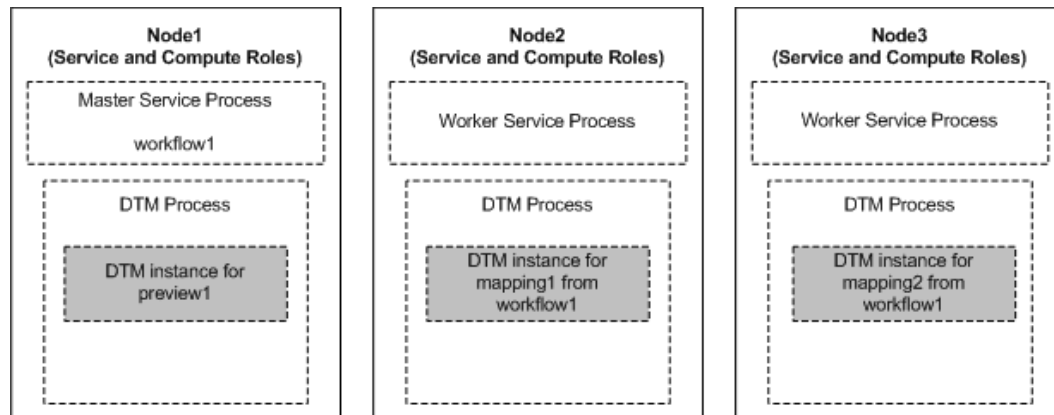 Node1
(Service and Compute Roles)
Master Service Process
workflow1
DTM Process
DTM instance for
preview1
Node2
(Service and Compute Roles)
Worker Service Process
DTM Process
DTM instance for
mapping1 from
workflow1
Node3
(Service and Compute Roles)
Worker Service Process
DTM Process
DTM instance for
mapping2 from
workflow1